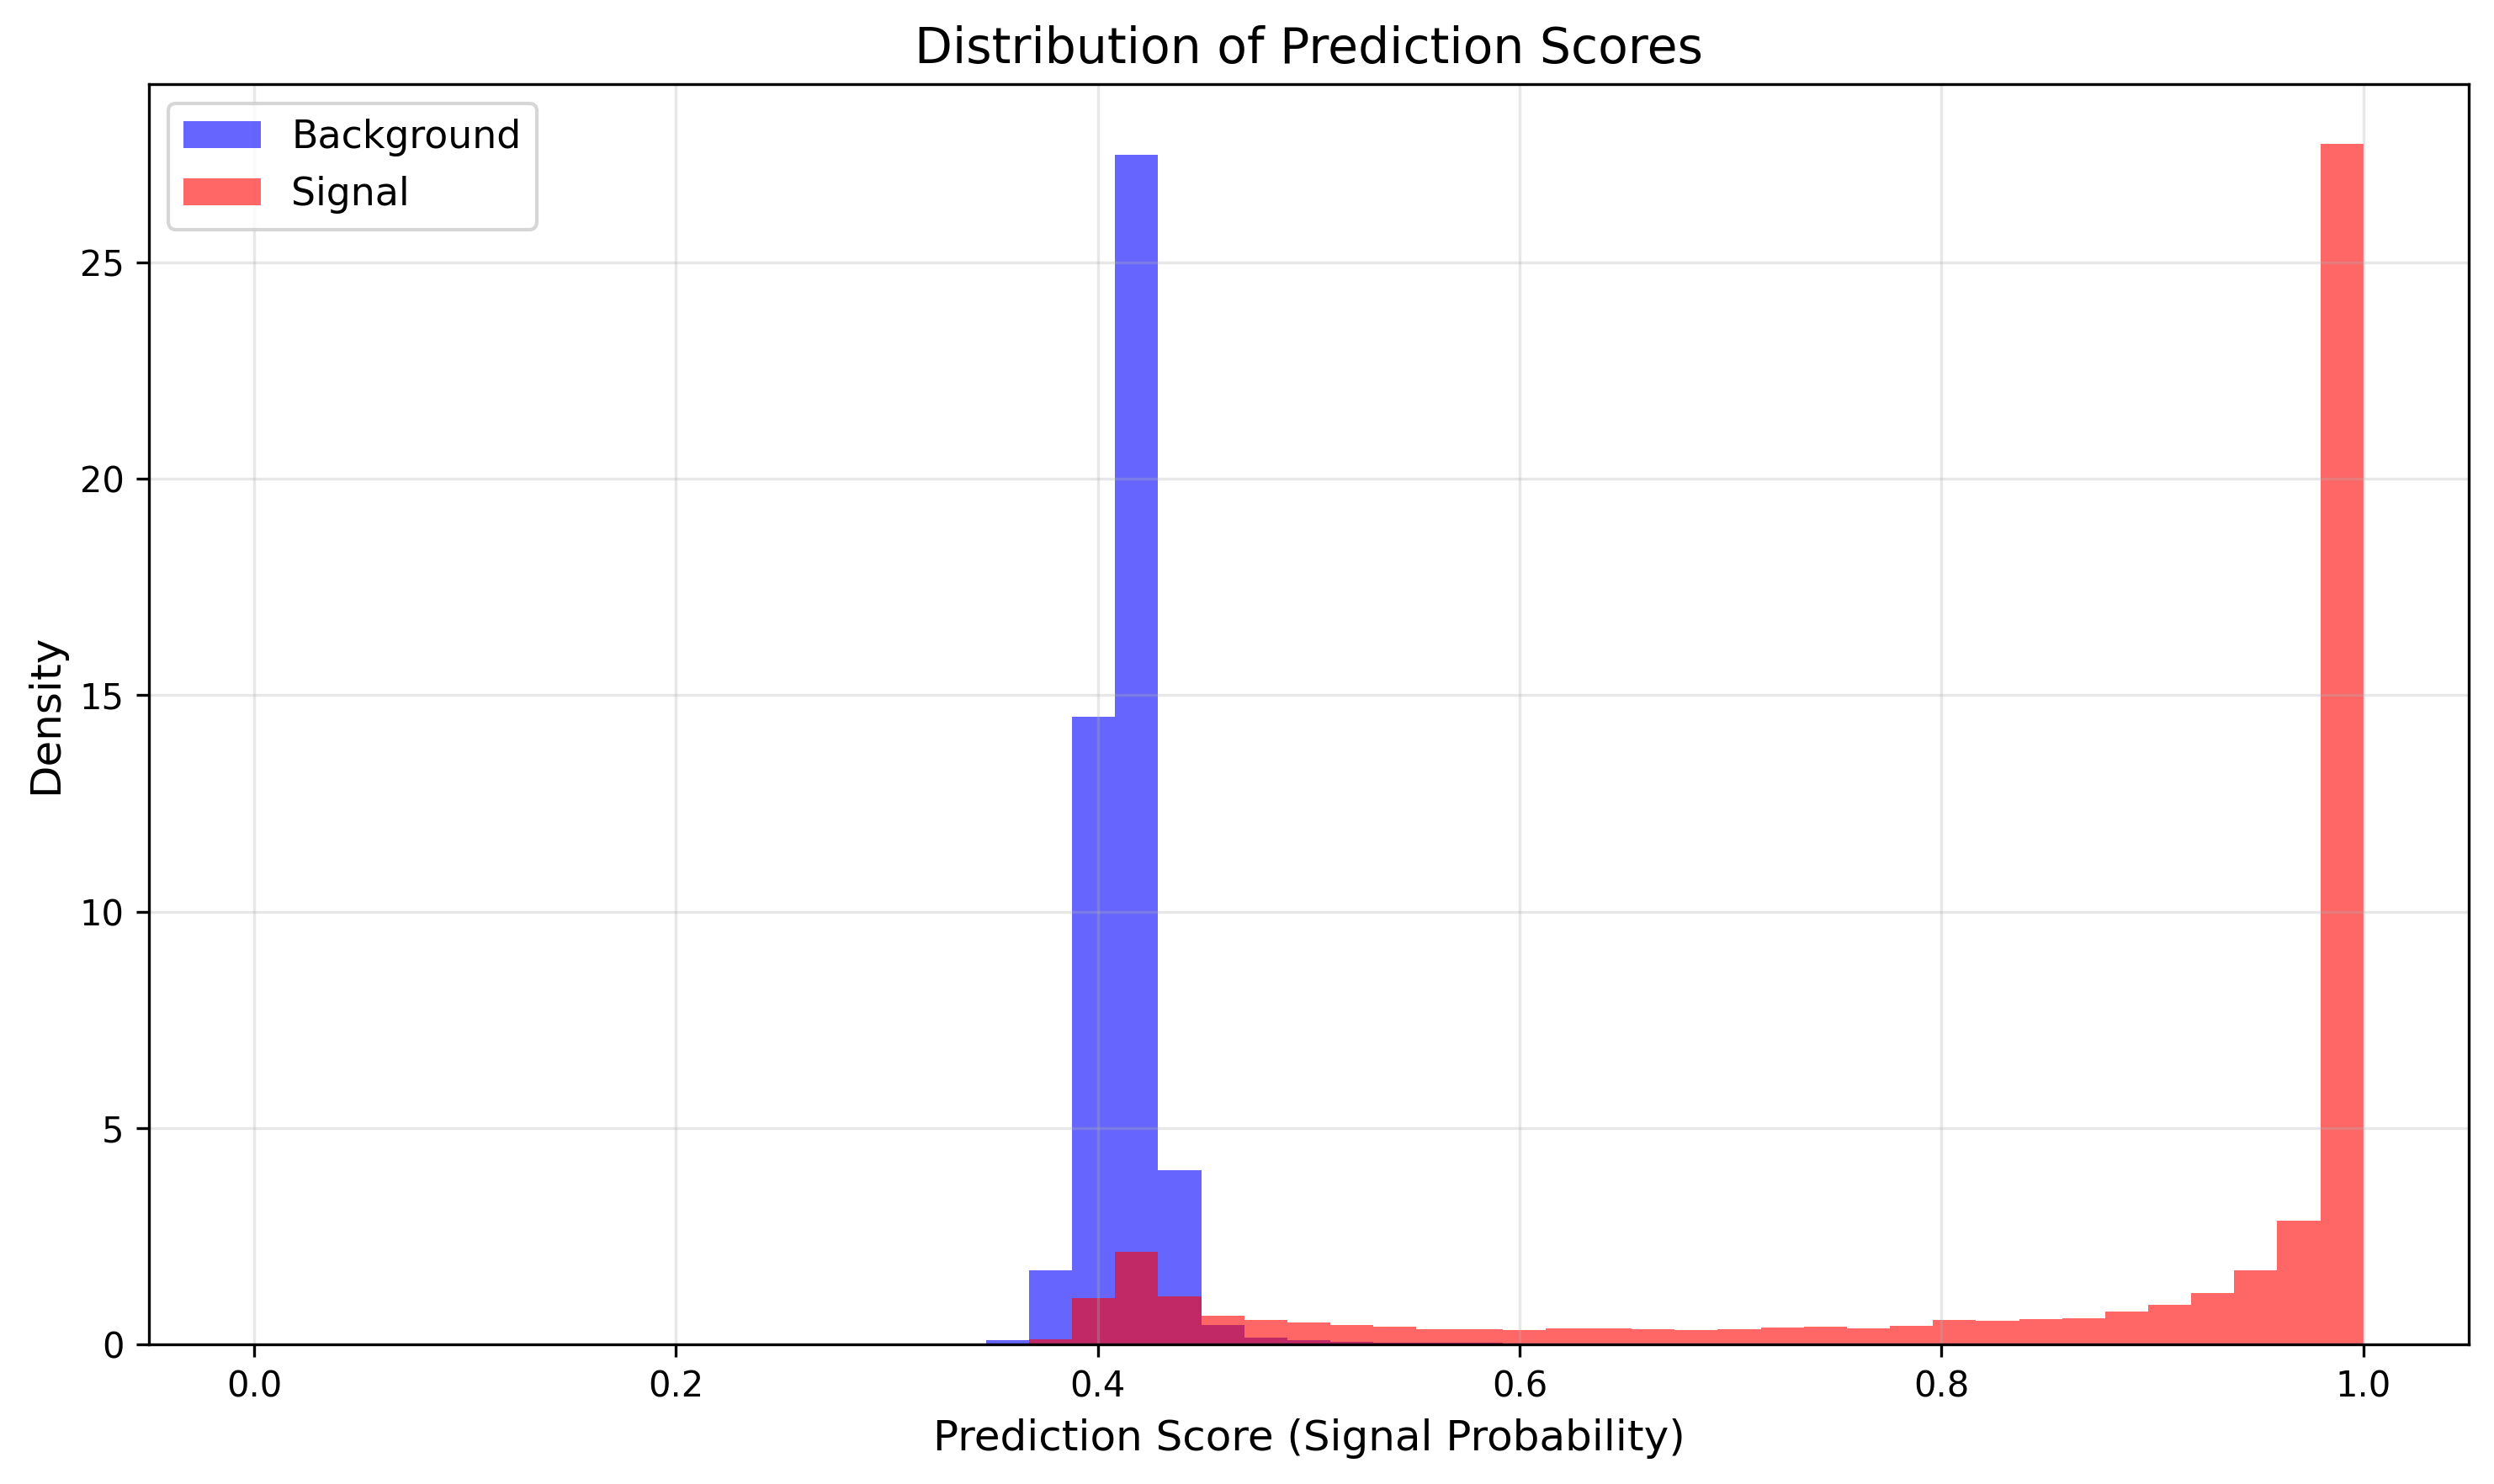 Distribution of Prediction Scores
Background
Signal
25
20
15
10
5
0
Density
0.0 0.2 0.4 0.6 0.8 1.0
Prediction Score (Signal Probability)